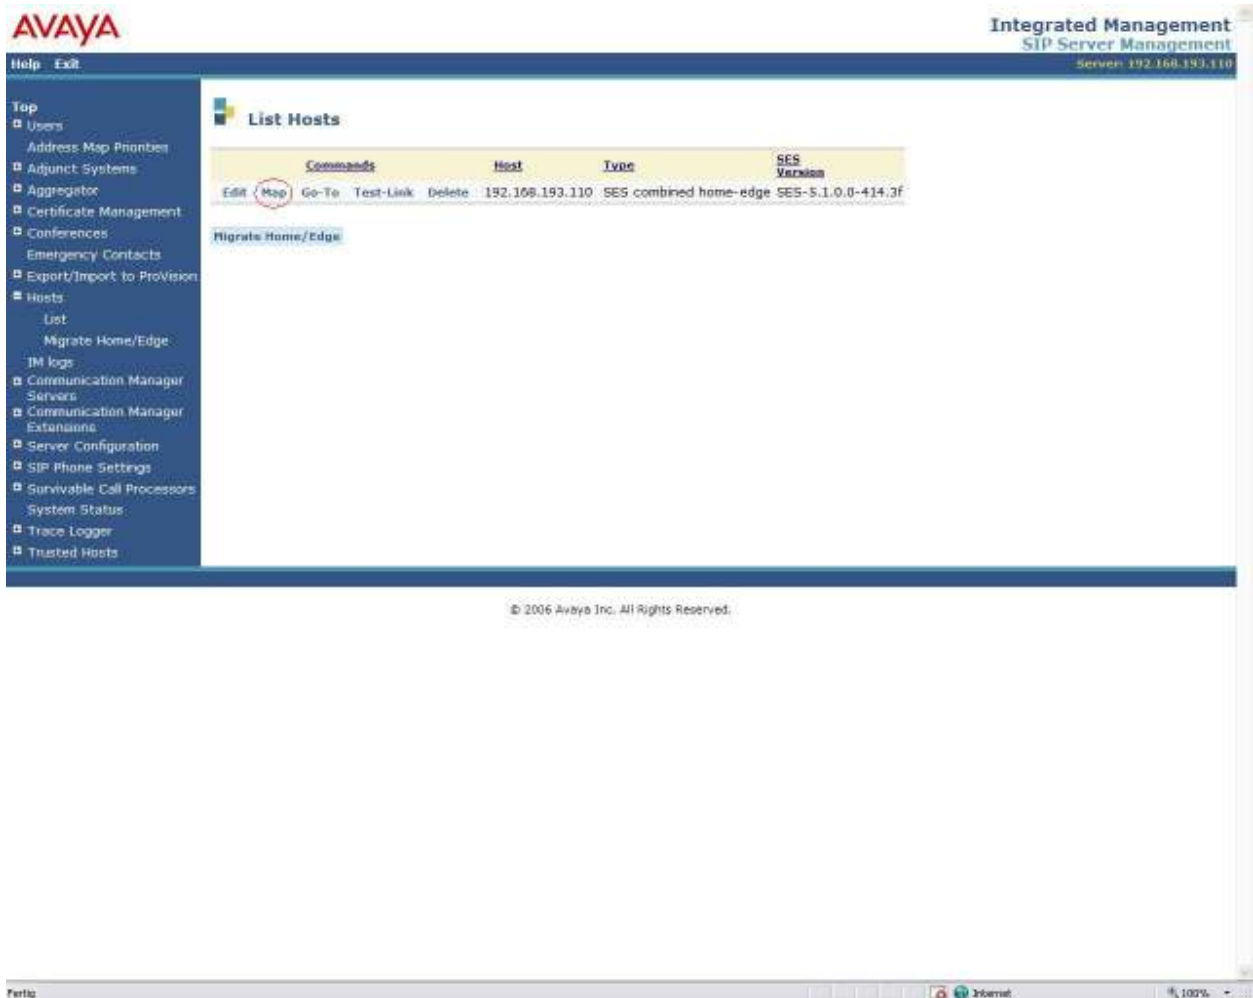 AVAYA
Integrated Management
SIP Server Management
Help Exit
Server: 192.168.193.110
Top
Users
Address Map Priorities
Adjunct Systems
Aggregator
Certificate Management
Conferences
Emergency Contacts
Export/Import to ProVision
Hosts
List
Migrate Home/Edge
IM logs
Communication Manager
Servers
Communication Manager
Extensions
Server Configuration
SIP Phone Settings
Survivable Call Processors
System Status
Trace Logger
Trusted Hosts
List Hosts
Commands Host Type SES
Version
Edit Map Go-To Test-Link Delete 192.168.193.110 SES combined home-edge SES-5.1.0.0-414.3f
Migrate Home/Edge
© 2006 Avaya Inc. All Rights Reserved.
Fertig Internet 100%